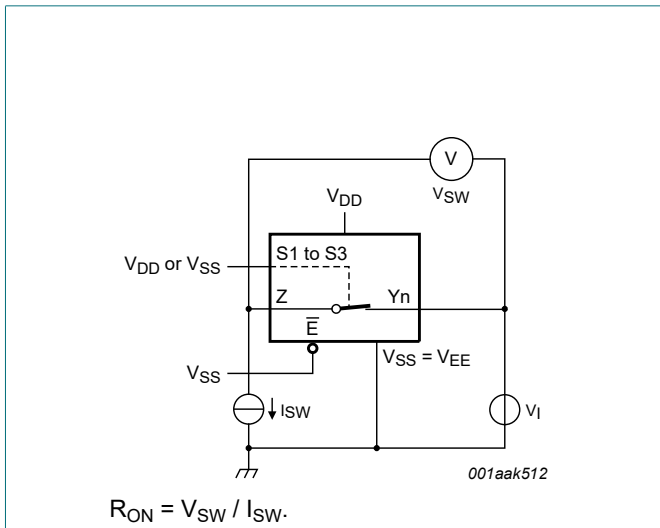 V
VSW
VDD
S1 to S3
VDD or VSS
Z
Yn
E
VSS = VEE
VSS
ISW
VI
001aak512
RON = VSW / ISW.